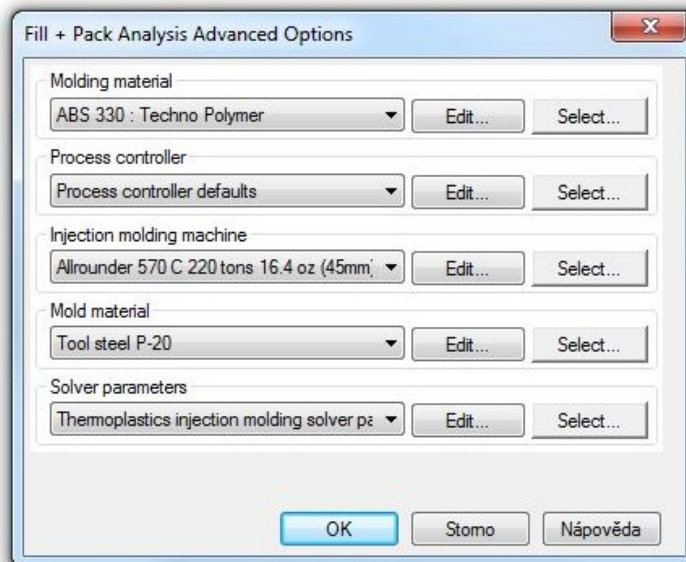 Fill + Pack Analysis Advanced Options
Molding material
ABS 330 : Techno Polymer Edit... Select...
Process controller
Process controller defaults Edit... Select...
Injection molding machine
Allrounder 570 C 220 tons 16.4 oz (45mm) Edit... Select...
Mold material
Tool steel P-20 Edit... Select...
Solver parameters
Thermoplastics injection molding solver pa Edit... Select...
OK Storno Nápověda